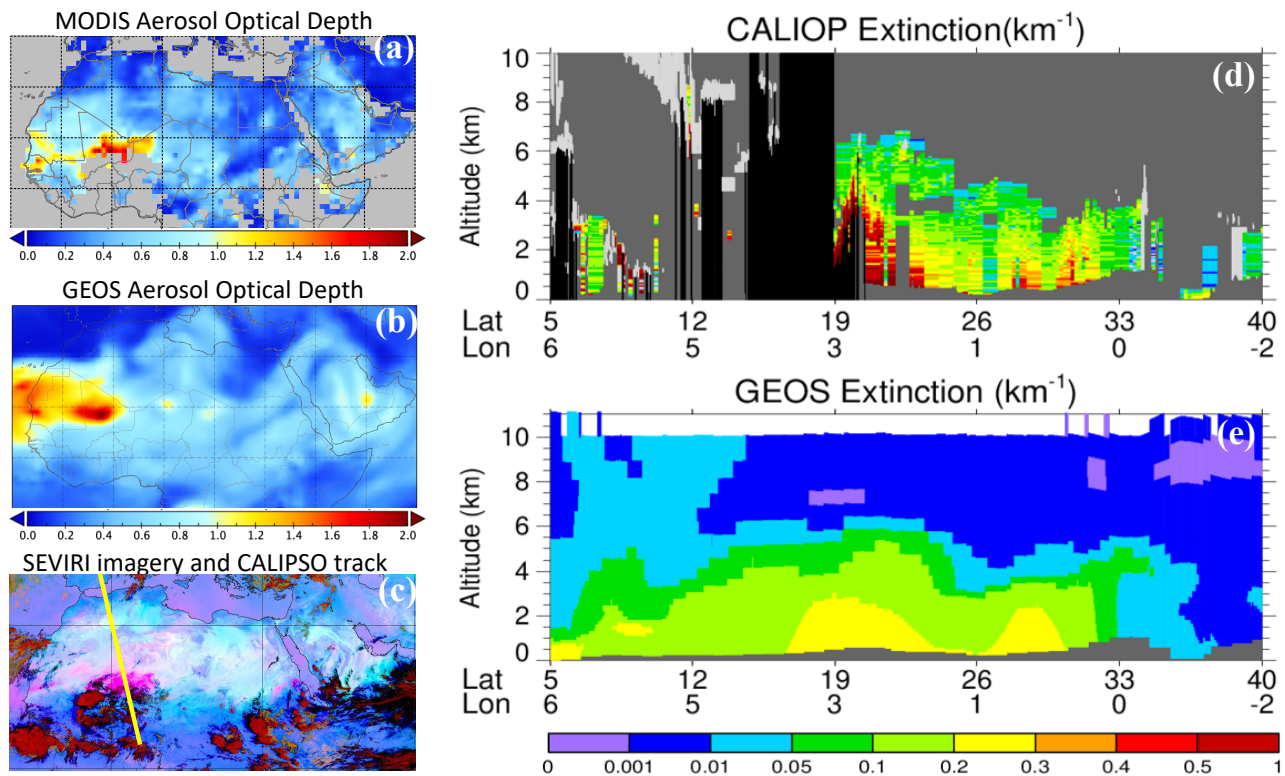 MODIS Aerosol Optical Depth
(a)
0.0 0.2 0.4 0.6 0.8 1.0 1.2 1.4 1.6 1.8 2.0
GEOS Aerosol Optical Depth
(b)
0.0 0.2 0.4 0.6 0.8 1.0 1.2 1.4 1.6 1.8 2.0
SEVIRI imagery and CALIPSO track
(c)
CALIOP Extinction(km⁻¹)
(d)
Altitude (km)
10
8
6
4
2
0
Lat 5 12 19 26 33 40
Lon 6 5 3 1 0 -2
GEOS Extinction (km⁻¹)
(e)
Altitude (km)
10
8
6
4
2
0
Lat 5 12 19 26 33 40
Lon 6 5 3 1 0 -2
0 0.001 0.01 0.05 0.1 0.2 0.3 0.4 0.5 1